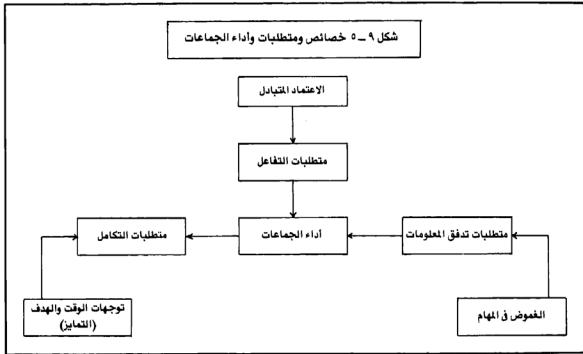 شكل ٩ – ٥ خصائص ومتطلبات وأداء الجماعات
الاعتماد المتبادل
متطلبات التفاعل
متطلبات تدفق المعلومات
أداء الجماعات
متطلبات التكامل
الغموض فى المهام
توجهات الوقت والهدف
(التمايز)